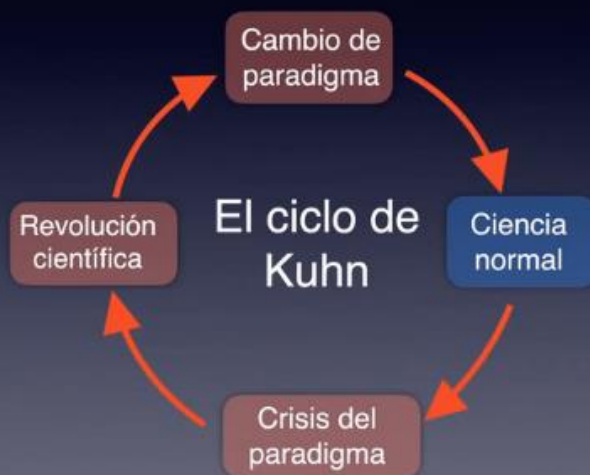 Cambio de
paradigma
Revolución
científica
El ciclo de
Kuhn
Ciencia
normal
Crisis del
paradigma